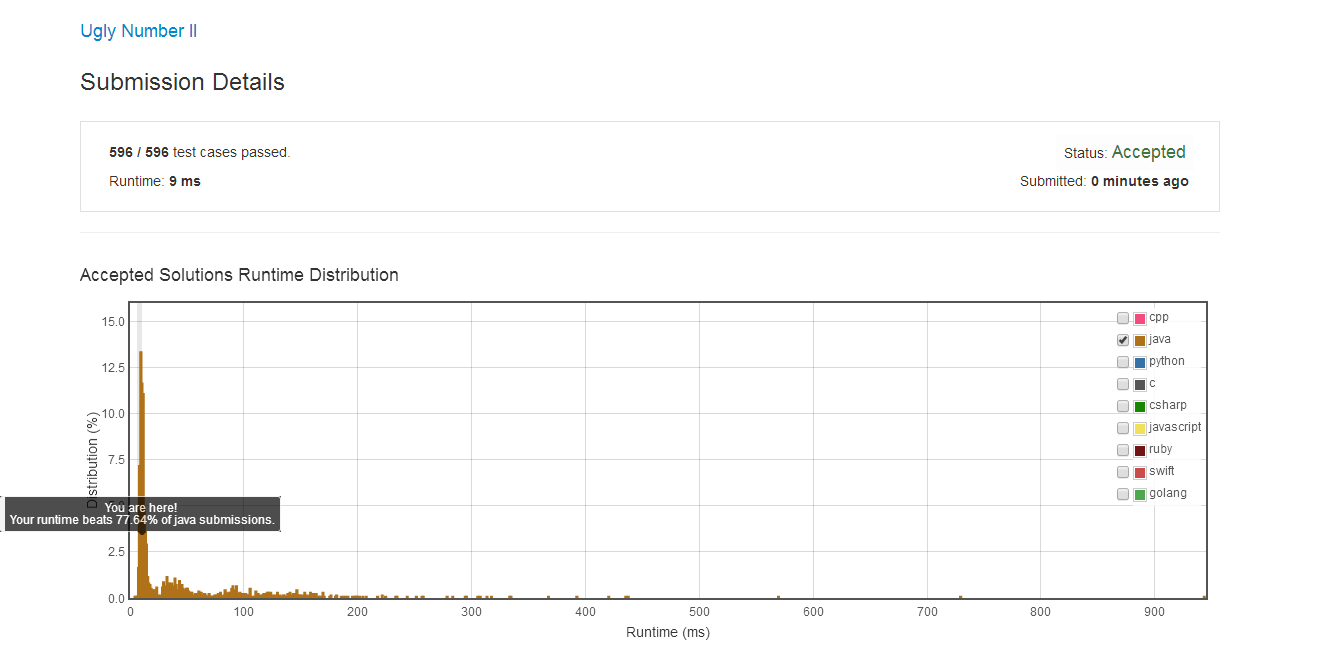 Ugly Number II
Submission Details
596 / 596 test cases passed.
Status: Accepted
Runtime: 9 ms
Submitted: 0 minutes ago
Accepted Solutions Runtime Distribution
15.0
12.5
10.0
7.5
5.0
2.5
0.0
Distribution (%)
You are here!
Your runtime beats 77.64% of java submissions.
cpp
java
python
c
csharp
javascript
ruby
swift
golang
0 100 200 300 400 500 600 700 800 900
Runtime (ms)